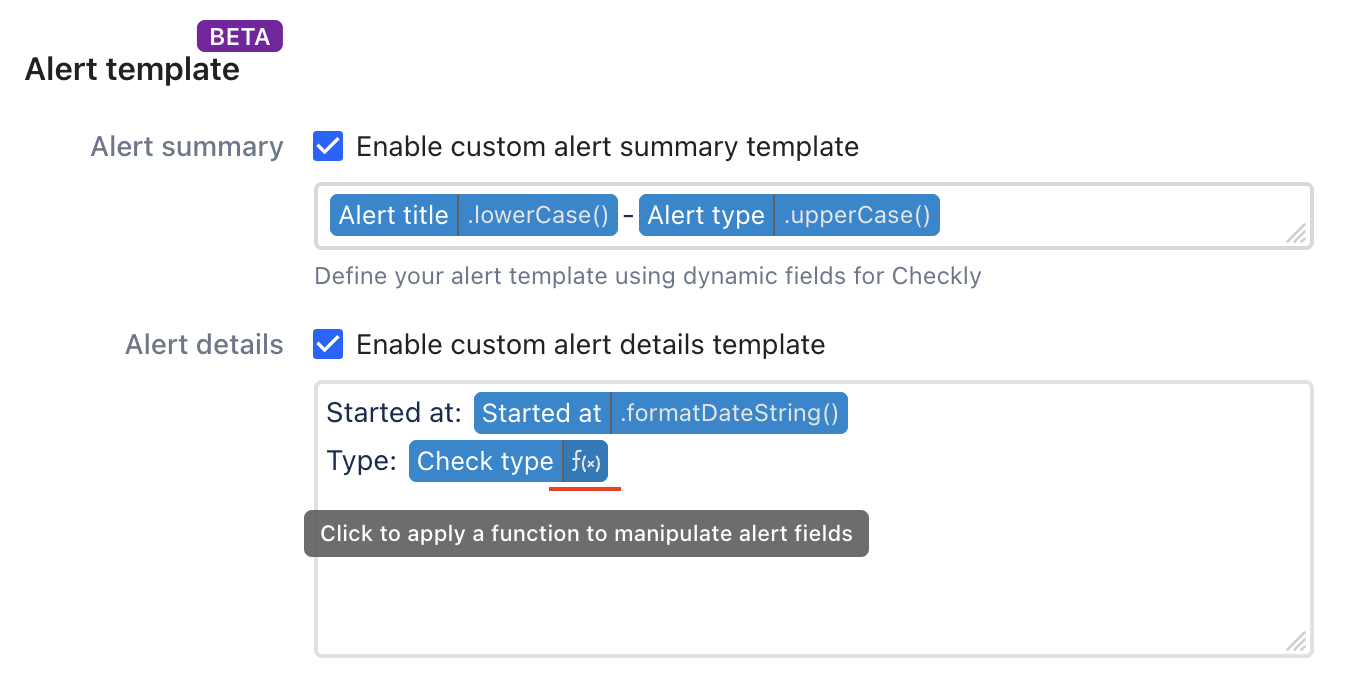 BETA
Alert template
Alert summary Enable custom alert summary template
Alert title .lowerCase() - Alert type .upperCase()
Define your alert template using dynamic fields for Checkly
Alert details Enable custom alert details template
Started at: Started at .formatDateString()
Type: Check type f(x)
Click to apply a function to manipulate alert fields